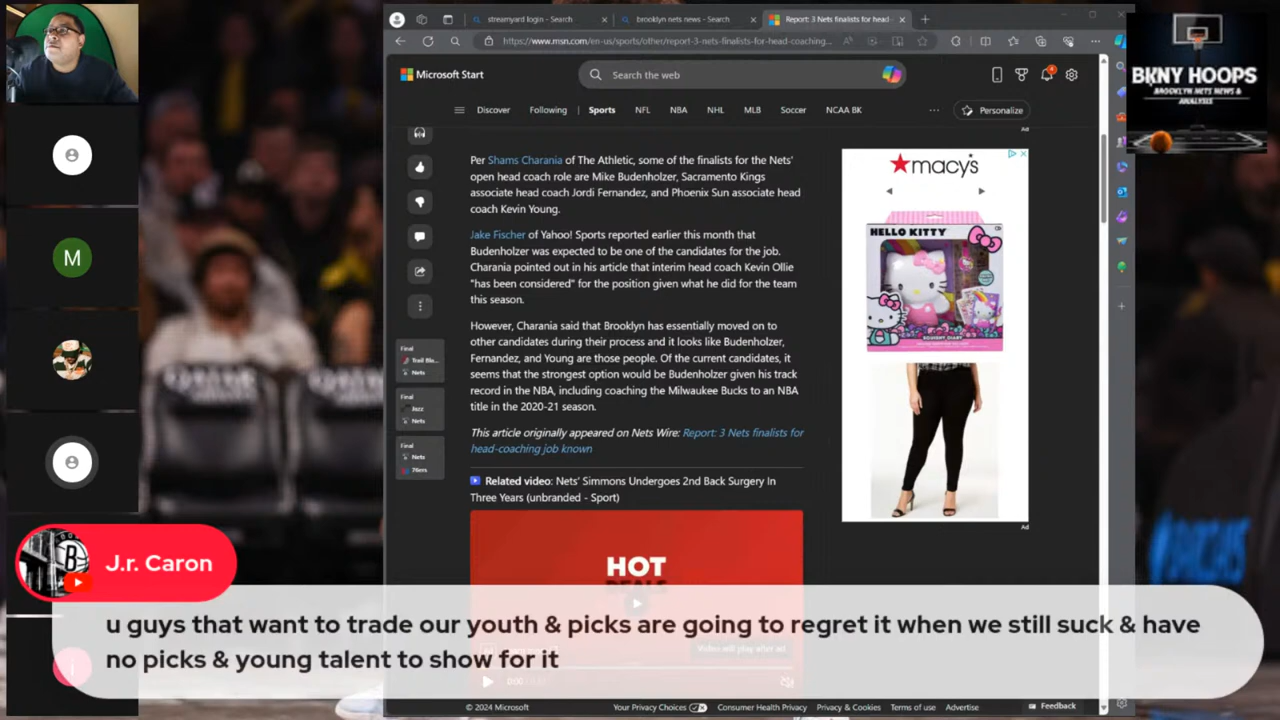 streamyard login - Search
brooklyn nets news - Search
Report: 3 Nets finalists for head
https://www.msn.com/en-us/sports/other/report-3-nets-finalists-for-head-coaching...
BKNY HOOPS
BROOKLYN NETS NEWS &
ANALYSIS
Microsoft Start
Search the web
Discover
Following
Sports
NFL
NBA
NHL
MLB
Soccer
NCAA BK
Personalize
Ad
Per Shams Charania of The Athletic, some of the finalists for the Nets'
open head coach role are Mike Budenholzer, Sacramento Kings
associate head coach Jordi Fernandez, and Phoenix Sun associate head
coach Kevin Young.
Jake Fischer of Yahoo! Sports reported earlier this month that
Budenholzer was expected to be one of the candidates for the job.
Charania pointed out in his article that interim head coach Kevin Ollie
"has been considered" for the position given what he did for the team
this season.
However, Charania said that Brooklyn has essentially moved on to
other candidates during their process and it looks like Budenholzer,
Fernandez, and Young are those people. Of the current candidates, it
seems that the strongest option would be Budenholzer given his track
record in the NBA, including coaching the Milwaukee Bucks to an NBA
title in the 2020-21 season.
This article originally appeared on Nets Wire: Report: 3 Nets finalists for
head-coaching job known
Related video: Nets' Simmons Undergoes 2nd Back Surgery In
Three Years (unbranded - Sport)
HOT
DEALS
Video will play after ad
0:00
macy's
HELLO KITTY
Ad
Final
Trail Bla...
Nets
Final
Jazz
Nets
Final
Nets
76ers
M
J.r. Caron
u guys that want to trade our youth & picks are going to regret it when we still suck & have
no picks & young talent to show for it
© 2024 Microsoft
Your Privacy Choices
Consumer Health Privacy
Privacy & Cookies
Terms of use
Advertise
Feedback